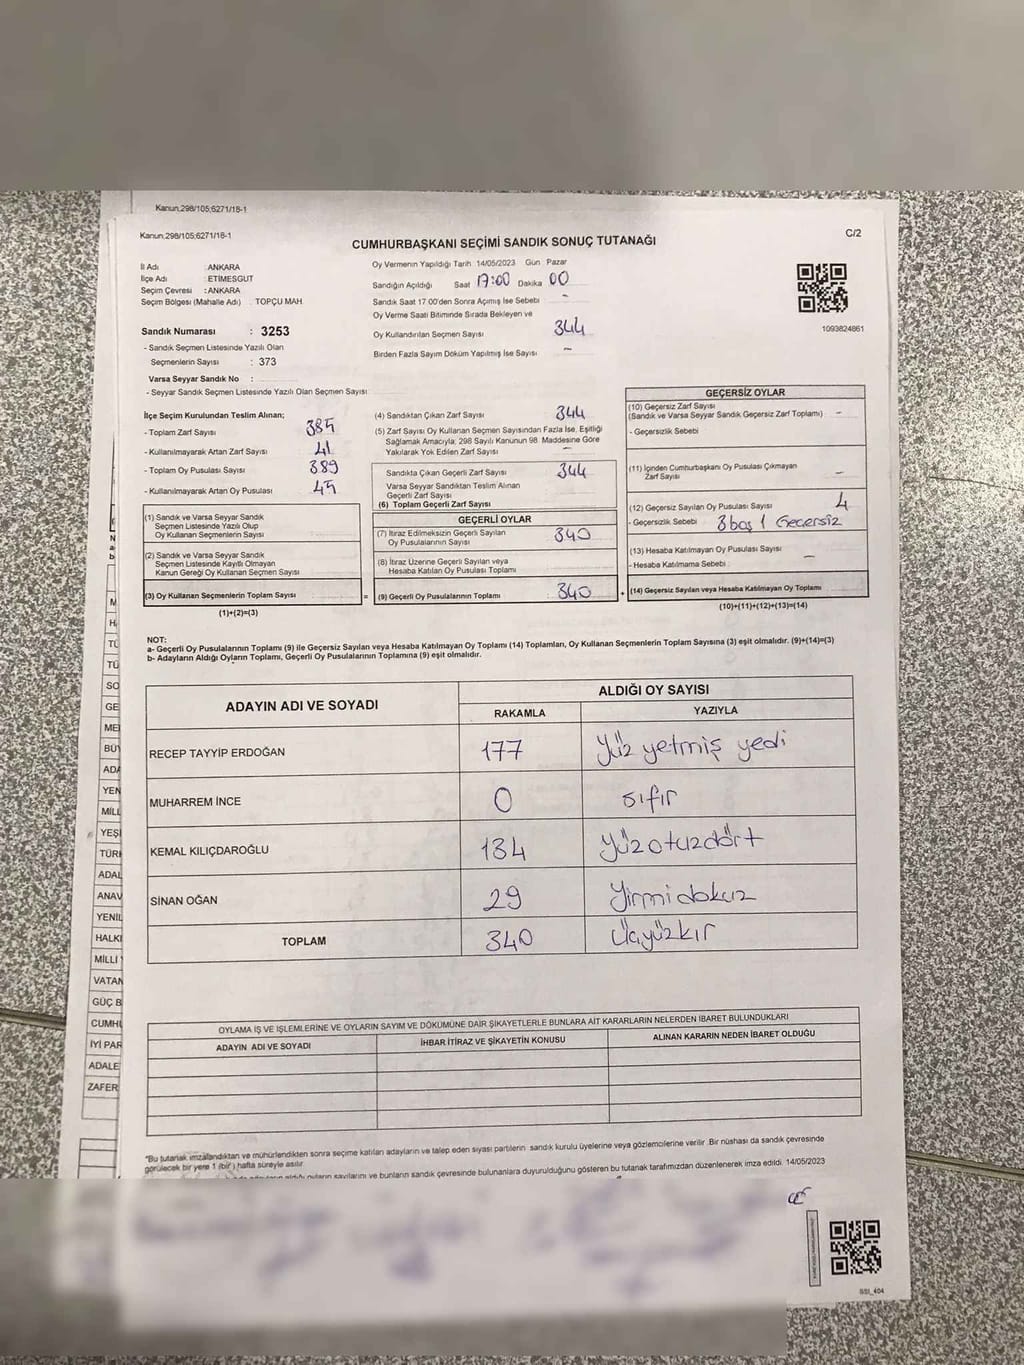 Kanun,298/105;6271/18-1
Kanun,298/105;6271/18-1
C/2
CUMHURBAŞKANI SEÇİMİ SANDIK SONUÇ TUTANAĞI
İl Adı : ANKARA
İlçe Adı : ETİMESGUT
Seçim Çevresi : ANKARA
Seçim Bölgesi (Mahalle Adı) : TOPÇU MAH.
Sandık Numarası : 3253
- Sandık Seçmen Listesinde Yazılı Olan
Seçmenlerin Sayısı : 373
Varsa Seyyar Sandık No :
- Seyyar Sandık Seçmen Listesinde Yazılı Olan Seçmen Sayısı:
Oy Vermenin Yapıldığı Tarih 14/05/2023 Gün : Pazar
Sandığın Açıldığı Saat 17:00 Dakika 00
Sandık Saat 17.00'den Sonra Açılmış İse Sebebi -
Oy Verme Saati Bitiminde Sırada Bekleyen ve
Oy Kullandırılan Seçmen Sayısı 344
Birden Fazla Sayım Döküm Yapılmış İse Sayısı -
1093824861
İlçe Seçim Kurulundan Teslim Alınan;
- Toplam Zarf Sayısı 385
- Kullanılmayarak Artan Zarf Sayısı 41
- Toplam Oy Pusulası Sayısı 389
- Kullanılmayarak Artan Oy Pusulası 45
(1) Sandık ve Varsa Seyyar Sandık
Seçmen Listesinde Yazılı Olup
Oy Kullanan Seçmenlerin Sayısı
(2) Sandık ve Varsa Seyyar Sandık
Seçmen Listesinde Kayıtlı Olmayan
Kanun Gereği Oy Kullanan Seçmen Sayısı
(3) Oy Kullanan Seçmenlerin Toplam Sayısı =
(1)+(2)=(3)
(4) Sandıktan Çıkan Zarf Sayısı 344
(5) Zarf Sayısı Oy Kullanan Seçmen Sayısından Fazla İse, Eşitliği
Sağlamak Amacıyla, 298 Sayılı Kanunun 98. Maddesine Göre
Yakılarak Yok Edilen Zarf Sayısı -
Sandıkta Çıkan Geçerli Zarf Sayısı 344
Varsa Seyyar Sandıktan Teslim Alınan
Geçerli Zarf Sayısı
(6) Toplam Geçerli Zarf Sayısı
GEÇERLİ OYLAR
(7) İtiraz Edilmeksizin Geçerli Sayılan
Oy Pusulalarının Sayısı 340
(8) İtiraz Üzerine Geçerli Sayılan veya
Hesaba Katılan Oy Pusulası Toplamı
(9) Geçerli Oy Pusulalarının Toplamı 340 +
GEÇERSİZ OYLAR
(10) Geçersiz Zarf Sayısı
(Sandık ve Varsa Seyyar Sandık Geçersiz Zarf Toplamı) -
- Geçersizlik Sebebi
(11) İçinden Cumhurbaşkanı Oy Pusulası Çıkmayan
Zarf Sayısı -
(12) Geçersiz Sayılan Oy Pusulası Sayısı 4
- Geçersizlik Sebebi 3 boş 1 Geçersiz
(13) Hesaba Katılmayan Oy Pusulası Sayısı -
- Hesaba Katılmama Sebebi :
(14) Geçersiz Sayılan veya Hesaba Katılmayan Oy Toplamı
(10)+(11)+(12)+(13)=(14)
NOT:
a- Geçerli Oy Pusulalarının Toplamı (9) ile Geçersiz Sayılan veya Hesaba Katılmayan Oy Toplamı (14) Toplamları, Oy Kullanan Seçmenlerin Toplam Sayısına (3) eşit olmalıdır. (9)+(14)=(3)
b- Adayların Aldığı Oyların Toplamı, Geçerli Oy Pusulalarının Toplamına (9) eşit olmalıdır.
ADAYIN ADI VE SOYADI ALDIĞI OY SAYISI
RAKAMLA YAZIYLA
RECEP TAYYİP ERDOĞAN 177 Yüz yetmiş yedi
MUHARREM İNCE 0 sıfır
KEMAL KILIÇDAROĞLU 134 Yüzotuzdört
SİNAN OĞAN 29 Yirmidokuz
TOPLAM 340 Üçyüzkır
OYLAMA İŞ VE İŞLEMLERİNE VE OYLARIN SAYIM VE DÖKÜMÜNE DAİR ŞİKAYETLERLE BUNLARA AİT KARARLARIN NELERDEN İBARET BULUNDUKLARI
ADAYIN ADI VE SOYADI İHBAR İTİRAZ VE ŞİKAYETİN KONUSU ALINAN KARARIN NEDEN İBARET OLDUĞU
"Bu tutanak imzalandıktan ve mühürlendikten sonra seçime katılan adayların ve talep eden siyasi partilerin sandık kurulu üyelerine veya gözlemcilerine verilir. Bir nüshası da sandık çevresinde
görülecek bir yere 1 (bir) hafta süreyle asılır.
aldığı oyların sayılarını ve bunların sandık çevresinde bulunanlara duyurulduğunu gösteren bu tutanak tarafımızdan düzenlenerek imza edildi. 14/05/2023
SSI_404
M
TÜ
TÜ
SO
GE
BÜY
ADA
YEN
MİLL
YEŞİ
TÜRK
ADAL
ANAV
YENİL
HALKI
MİLLİ
VATAN
GÜÇ B
CUMHU
İYİ PAR
ADALE
ZAFER